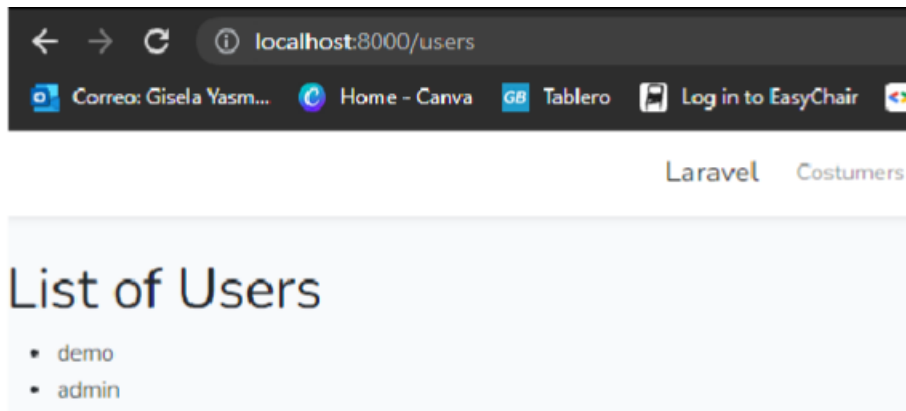 localhost:8000/users
Correo: Gisela Yasm... Home - Canva GB Tablero Log in to EasyChair
Laravel Costumers
List of Users
• demo
• admin